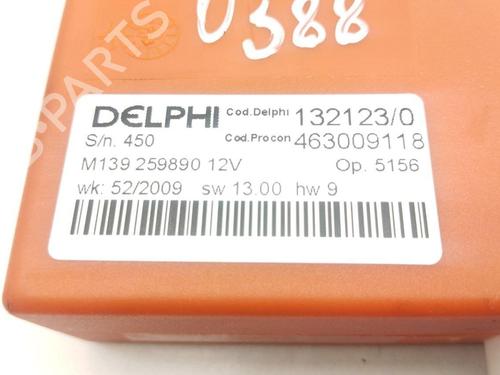 0388
DELPHI Cod.Delphi 132123/0
S/n. 450 Cod.Procon 463009118
M139 259890 12V Op. 5156
wk: 52/2009 sw 13.00 hw 9